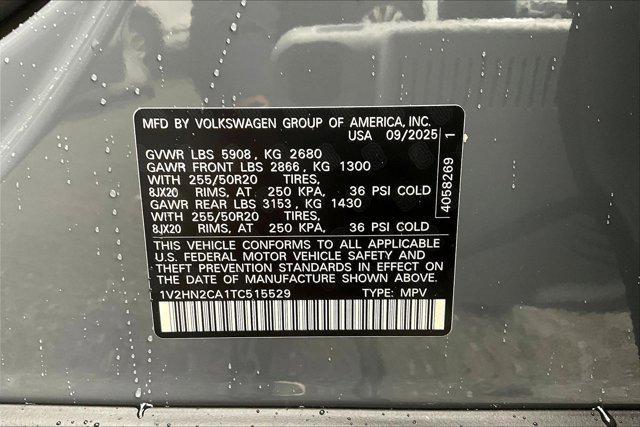 MFD BY VOLKSWAGEN GROUP OF AMERICA, INC.
USA 09/2025
GVWR LBS 5908, KG 2680
GAWR FRONT LBS 2866, KG 1300
WITH 255/50R20 TIRES,
8JX20 RIMS, AT 250 KPA, 36 PSI COLD
GAWR REAR LBS 3153, KG 1430
WITH 255/50R20 TIRES,
8JX20 RIMS, AT 250 KPA, 36 PSI COLD
THIS VEHICLE CONFORMS TO ALL APPLICABLE
U.S. FEDERAL MOTOR VEHICLE SAFETY AND
THEFT PREVENTION STANDARDS IN EFFECT ON
THE DATE OF MANUFACTURE SHOWN ABOVE.
1V2HN2CA1TC515529 TYPE: MPV
4058269 1